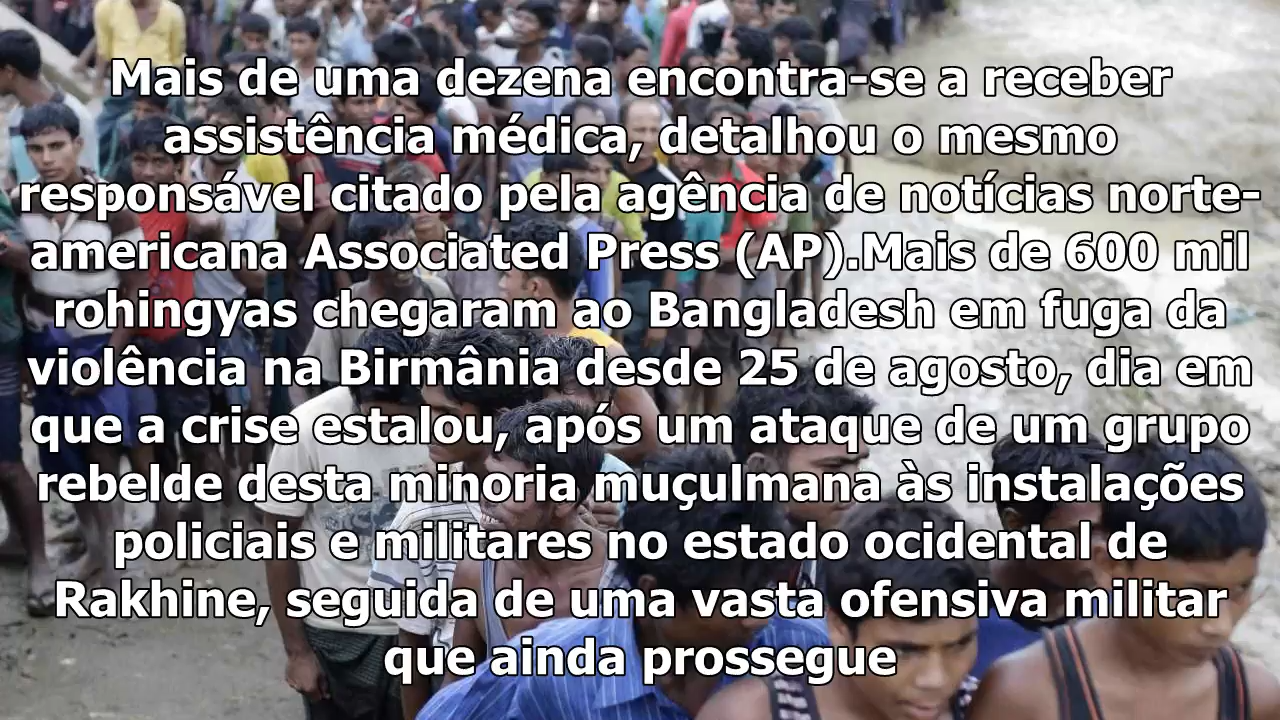 Mais de uma dezena encontra-se a receber
assistência médica, detalhou o mesmo
responsável citado pela agência de notícias norte-
americana Associated Press (AP).Mais de 600 mil
rohingyas chegaram ao Bangladesh em fuga da
violência na Birmânia desde 25 de agosto, dia em
que a crise estalou, após um ataque de um grupo
rebelde desta minoria muçulmana às instalações
policiais e militares no estado ocidental de
Rakhine, seguida de uma vasta ofensiva militar
que ainda prossegue